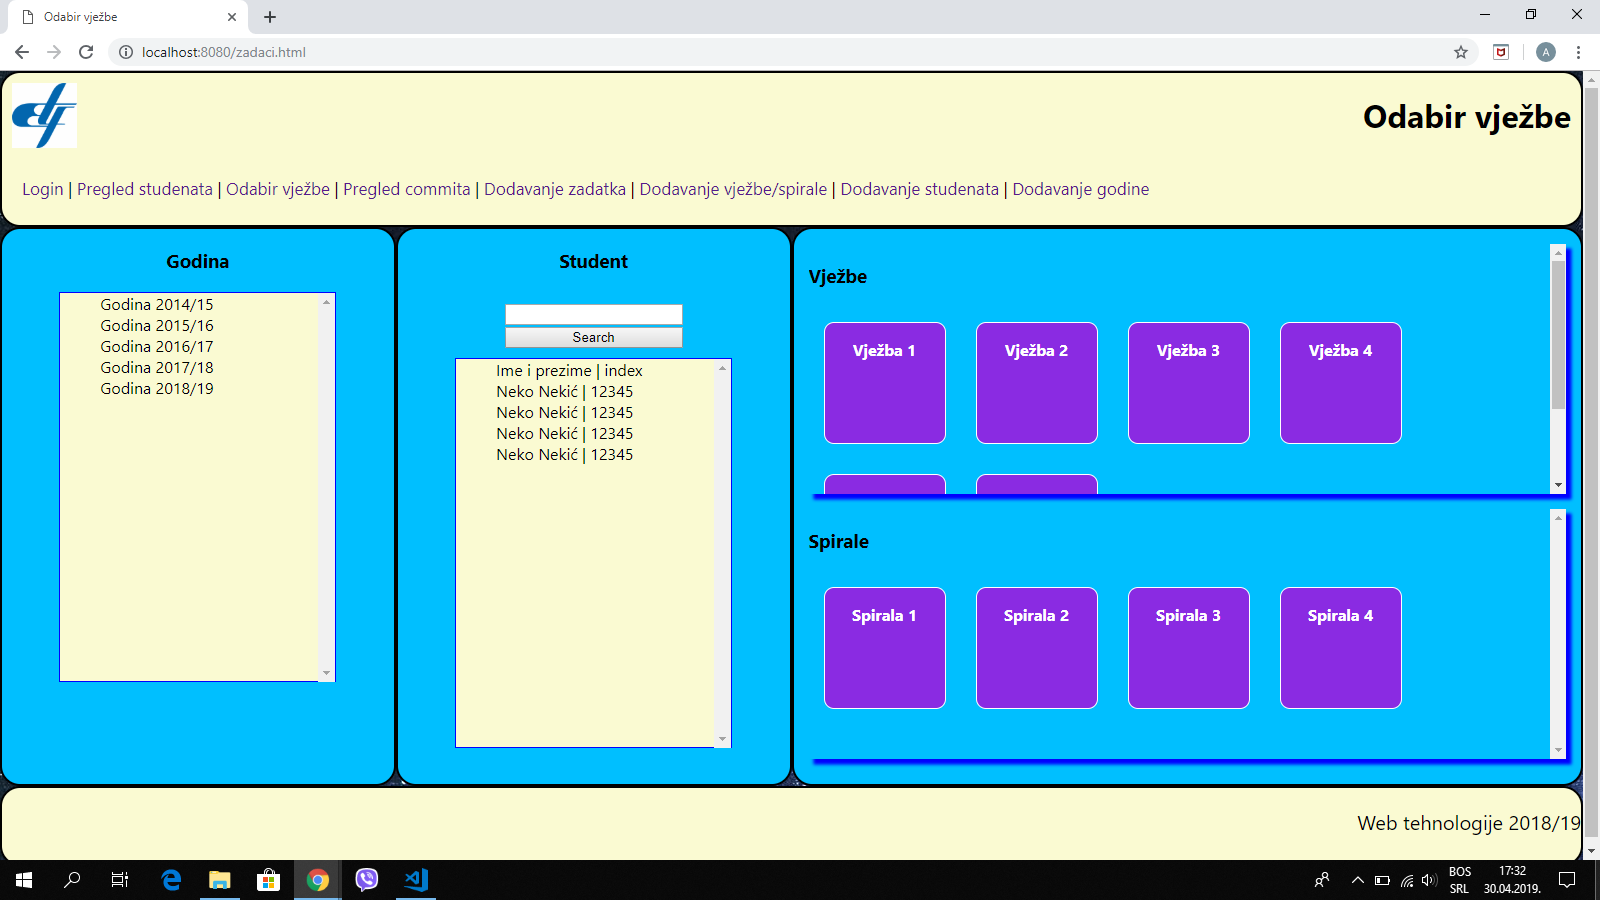 Odabir vježbe
localhost:8080/zadaci.html
A
Odabir vježbe
Login | Pregled studenata | Odabir vježbe | Pregled commita | Dodavanje zadatka | Dodavanje vježbe/spirale | Dodavanje studenata | Dodavanje godine
Godina
Godina 2014/15
Godina 2015/16
Godina 2016/17
Godina 2017/18
Godina 2018/19
Student
Search
Ime i prezime | index
Neko Nekić | 12345
Neko Nekić | 12345
Neko Nekić | 12345
Neko Nekić | 12345
Vježbe
Vježba 1
Vježba 2
Vježba 3
Vježba 4
Spirale
Spirala 1
Spirala 2
Spirala 3
Spirala 4
Web tehnologije 2018/19
BOS
SRL
17:32
30.04.2019.